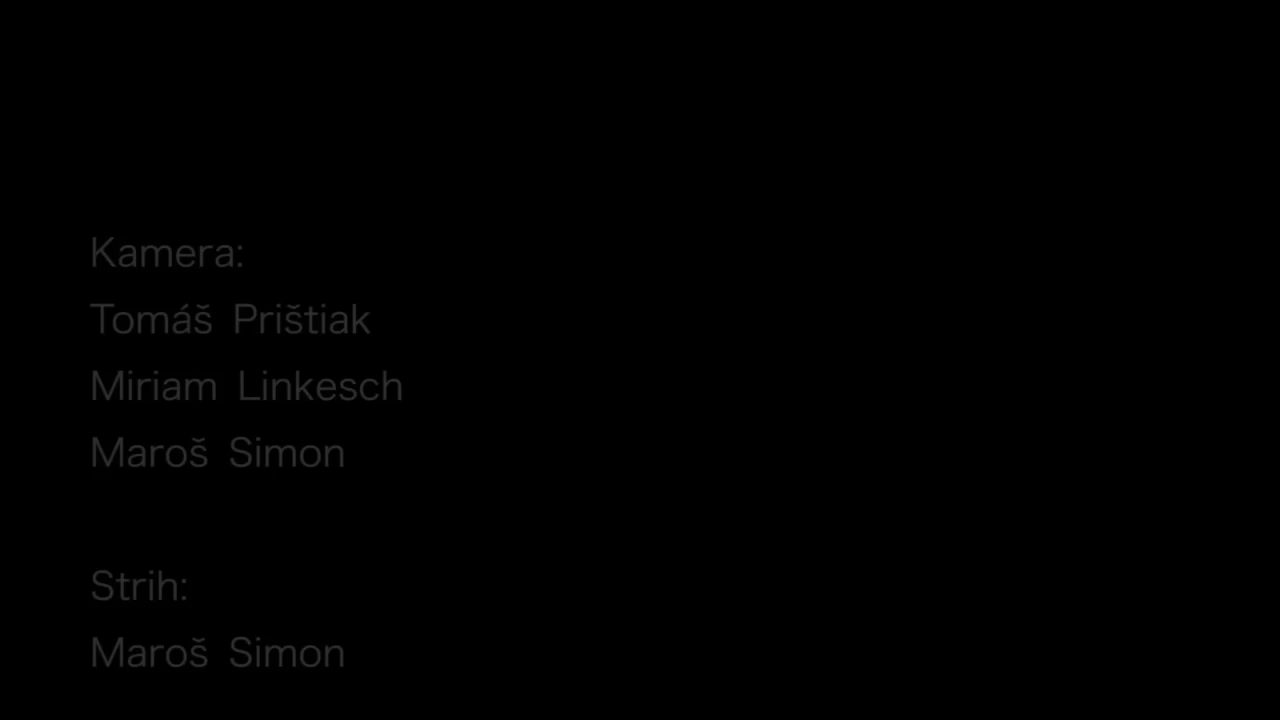 Kamera:
Tomáš Prištiak
Miriam Linkesch
Maroš Simon
Strih:
Maroš Simon